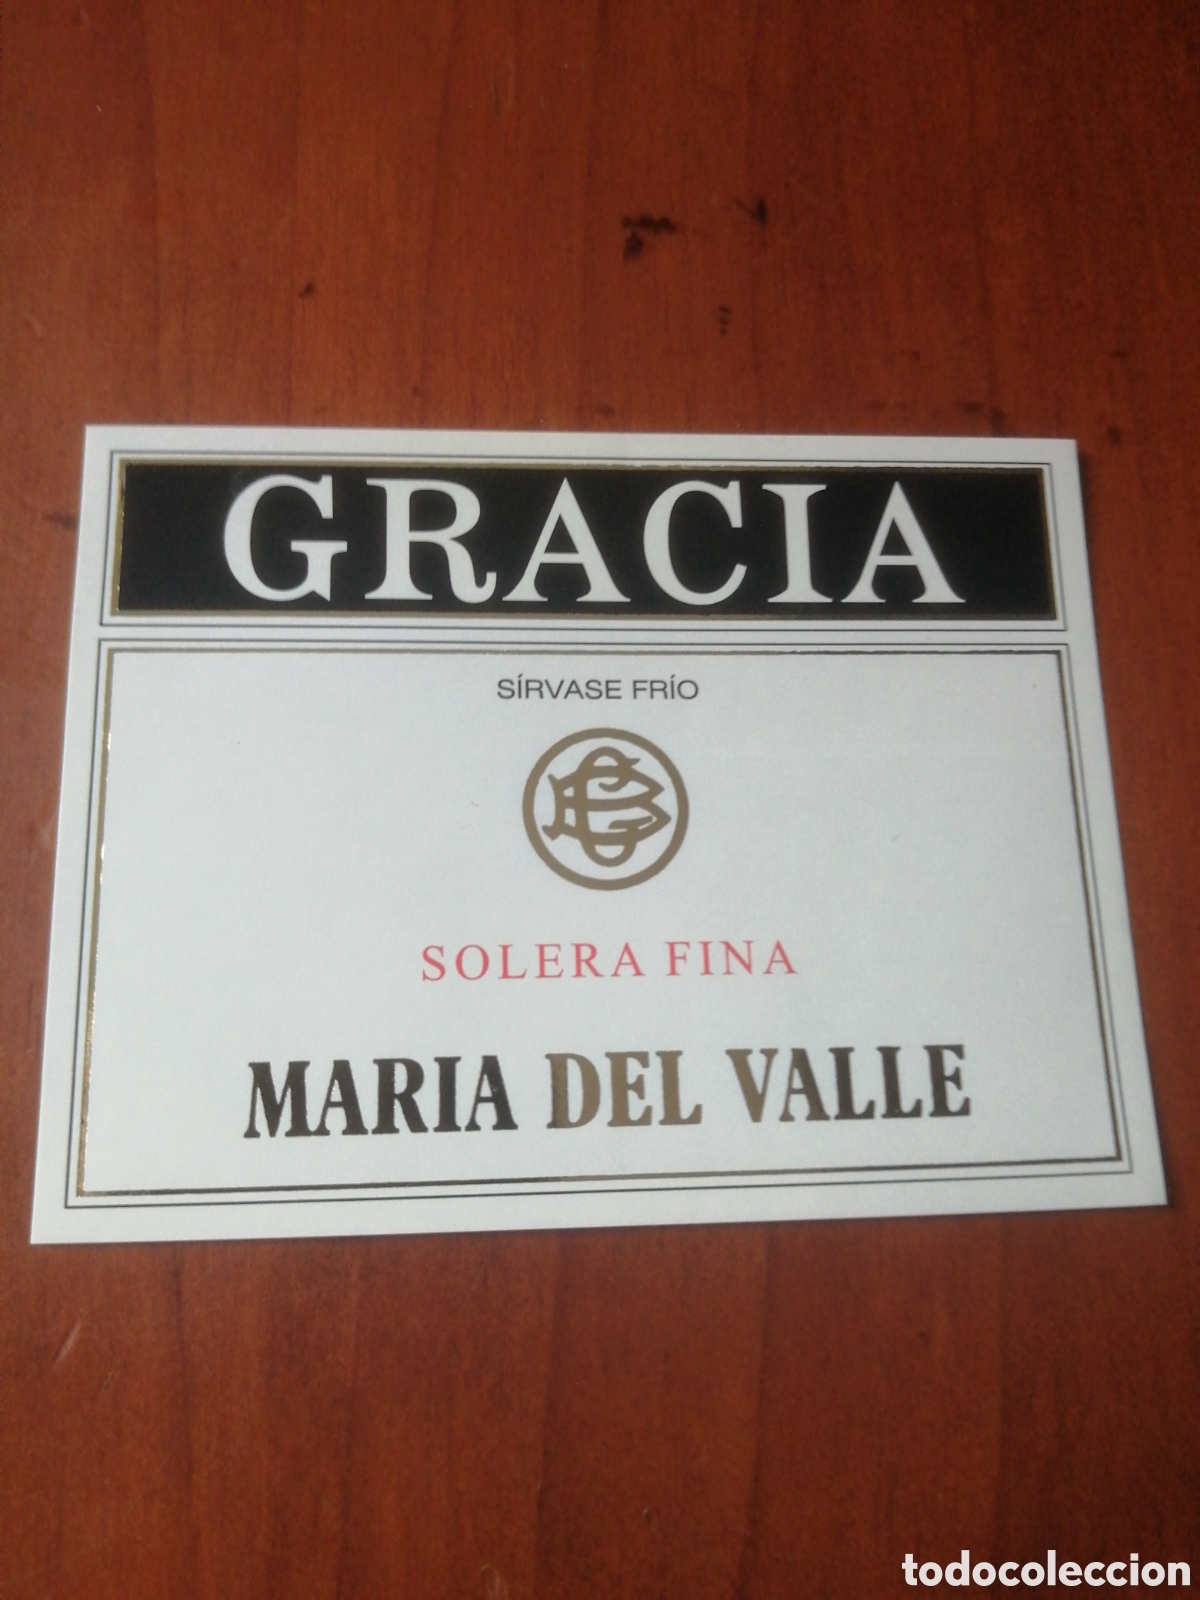 GRACIA
SÍRVASE FRÍO
SOLERA FINA
MARIA DEL VALLE
todocoleccion